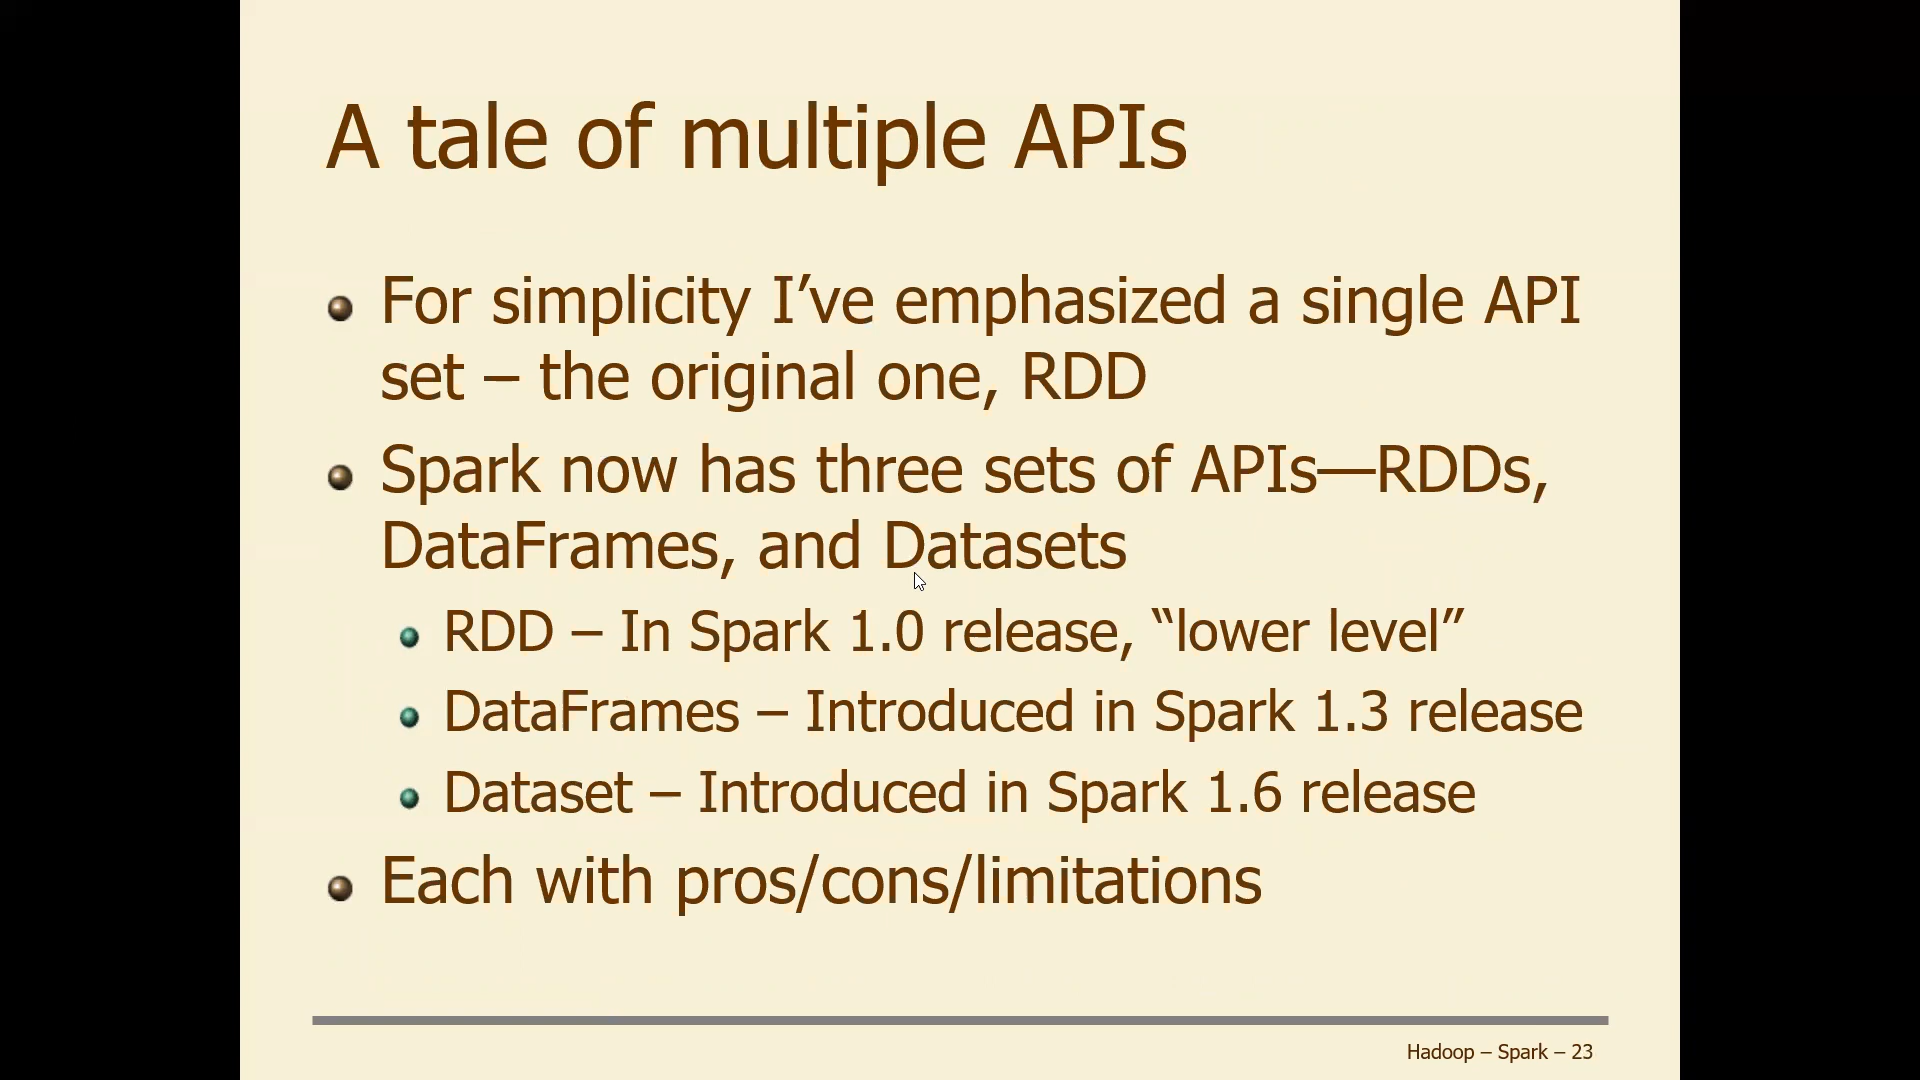 A tale of multiple APIs
For simplicity I’ve emphasized a single API
set – the original one, RDD
Spark now has three sets of APIs—RDDs,
DataFrames, and Datasets
RDD – In Spark 1.0 release, “lower level”
DataFrames – Introduced in Spark 1.3 release
Dataset – Introduced in Spark 1.6 release
Each with pros/cons/limitations
Hadoop – Spark – 23